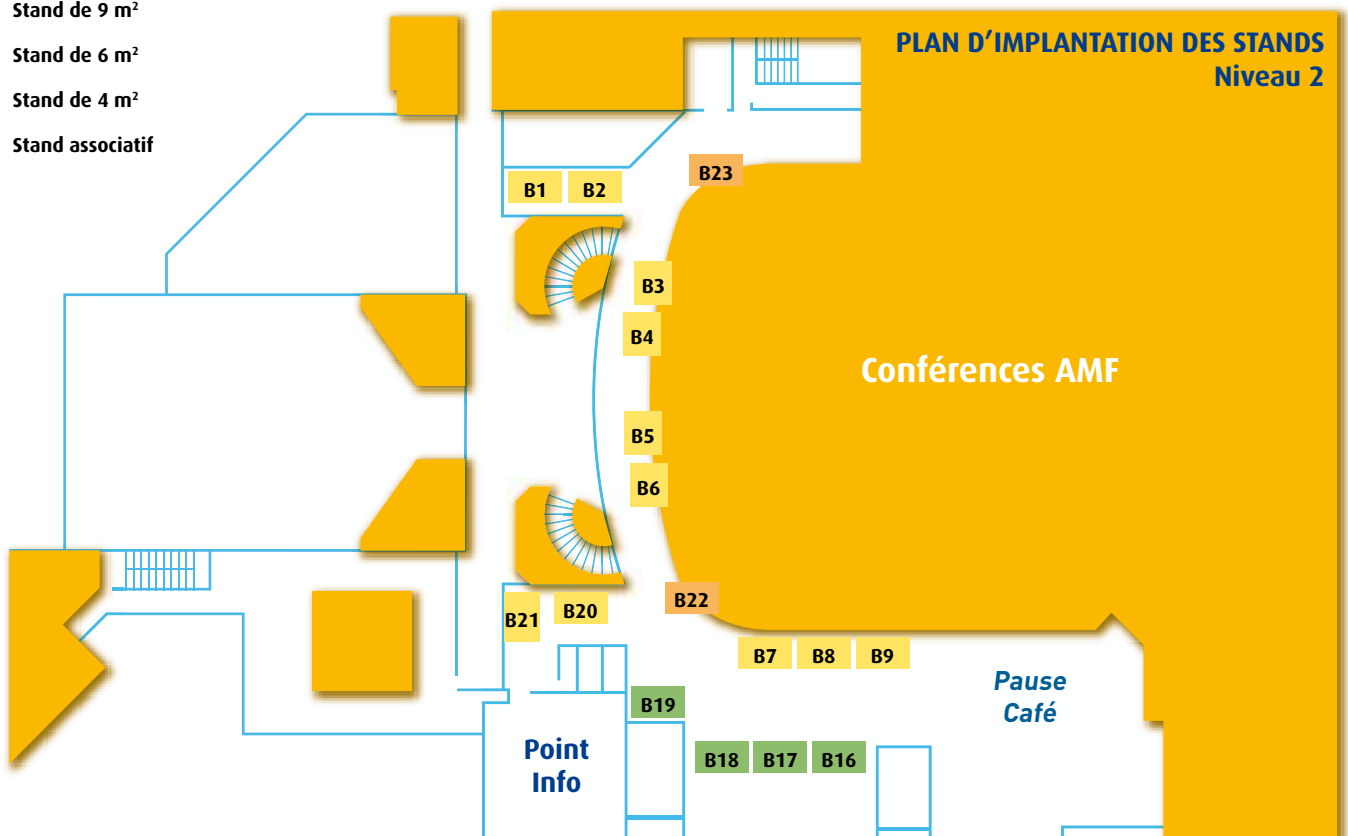 Stand de 9 m²
Stand de 6 m²
Stand de 4 m²
Stand associatif
PLAN D’IMPLANTATION DES STANDS
Niveau 2
B23
B1
B2
B3
B4
Conférences AMF
B5
B6
B22
B21
B20
B7
B8
B9
Pause
Café
B19
Point
Info
B18
B17
B16